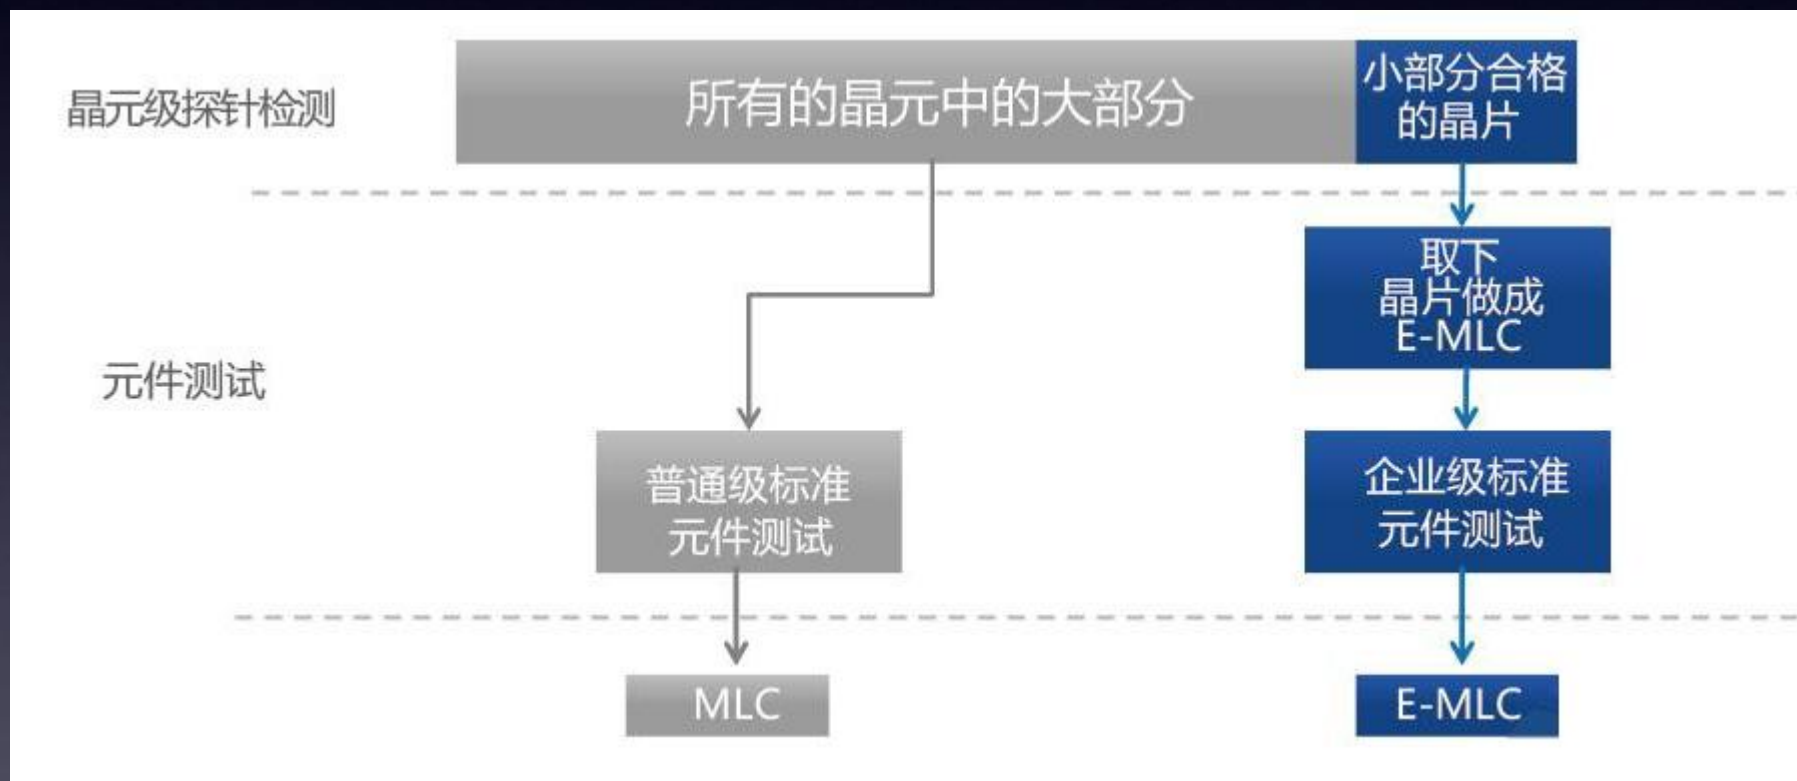 晶元级探针检测
所有的晶元中的大部分
小部分合格
的晶片
取下
晶片做成
E-MLC
元件测试
普通级标准
元件测试
企业级标准
元件测试
MLC
E-MLC